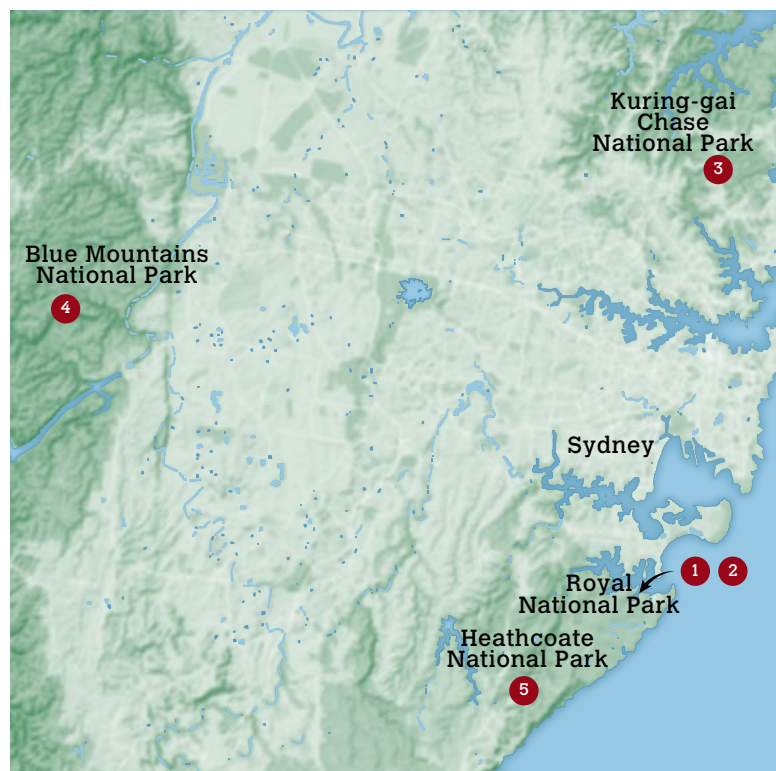 Kuring-gai
Chase
National Park
3
Blue Mountains
National Park
4
Sydney
1 2
Royal
National Park
Heathcoate
National Park
5